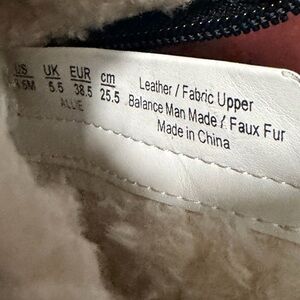 US UK EUR cm
5.5 38.5 25.5
ALLIE
Leather / Fabric Upper
Balance Man Made / Faux Fur
Made in China